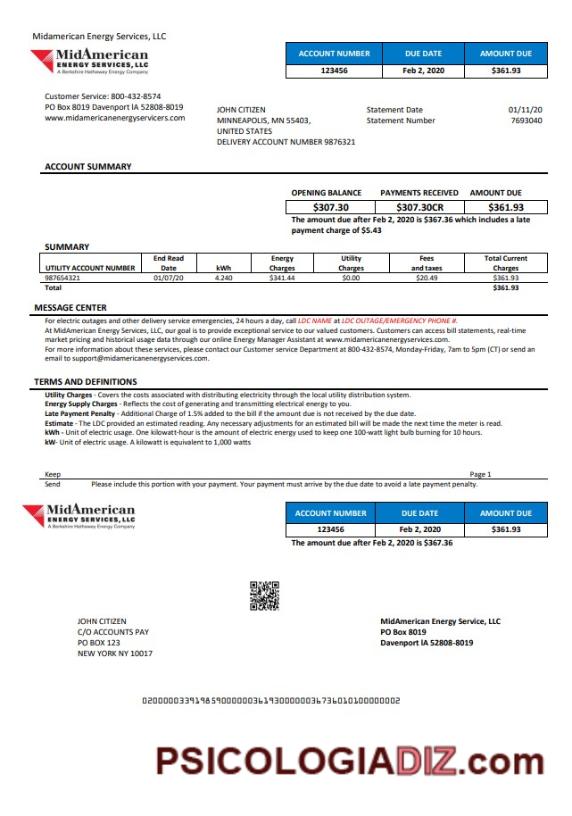 Midamerican Energy Services, LLC
MidAmerican
ENERGY SERVICES, LLC
A Berkshire Hathaway Energy Company
ACCOUNT NUMBER DUE DATE AMOUNT DUE
123456 Feb 2, 2020 $361.93
Customer Service: 800-432-8574
PO Box 8019 Davenport IA 52808-8019
www.midamericanenergyservicers.com
JOHN CITIZEN
MINNEAPOLIS, MN 55403,
UNITED STATES
DELIVERY ACCOUNT NUMBER 9876321
Statement Date 01/11/20
Statement Number 7693040
ACCOUNT SUMMARY
OPENING BALANCE PAYMENTS RECEIVED AMOUNT DUE
$307.30 $307.30CR $361.93
The amount due after Feb 2, 2020 is $367.36 which includes a late
payment charge of $5.43
SUMMARY
UTILITY ACCOUNT NUMBER End Read Date kWh Energy Charges Utility Charges Fees and taxes Total Current Charges
987654321 01/07/20 4.240 $341.44 $0.00 $20.49 $361.93
Total $361.93
MESSAGE CENTER
For electric outages and other delivery service emergencies, 24 hours a day, call LDC NAME at LDC OUTAGE/EMERGENCY PHONE #.
At MidAmerican Energy Services, LLC, our goal is to provide exceptional service to our valued customers. Customers can access bill statements, real-time
market pricing and historical usage data through our online Energy Manager Assistant at www.midamericanenergyservices.com.
For more information about these services, please contact our Customer service Department at 800-432-8574, Monday-Friday, 7am to 5pm (CT) or send an
email to support@midamericanenergyservices.com.
TERMS AND DEFINITIONS
Utility Charges - Covers the costs associated with distributing electricity through the local utility distribution system.
Energy Supply Charges - Reflects the cost of generating and transmitting electrical energy to you.
Late Payment Penalty - Additional Charge of 1.5% added to the bill if the amount due is not received by the due date.
Estimate - The LDC provided an estimated reading. Any necessary adjustments for an estimated bill will be made the next time the meter is read.
kWh - Unit of electric usage. One kilowatt-hour is the amount of electric energy used to keep one 100-watt light bulb burning for 10 hours.
kW- Unit of electric usage. A kilowatt is equivalent to 1,000 watts
Keep Page 1
Send Please include this portion with your payment. Your payment must arrive by the due date to avoid a late payment penalty.
MidAmerican
ENERGY SERVICES, LLC
A Berkshire Hathaway Energy Company
ACCOUNT NUMBER DUE DATE AMOUNT DUE
123456 Feb 2, 2020 $361.93
The amount due after Feb 2, 2020 is $367.36
JOHN CITIZEN
C/O ACCOUNTS PAY
PO BOX 123
NEW YORK NY 10017
MidAmerican Energy Service, LLC
PO Box 8019
Davenport IA 52808-8019
PSICOLOGIADIZ.com